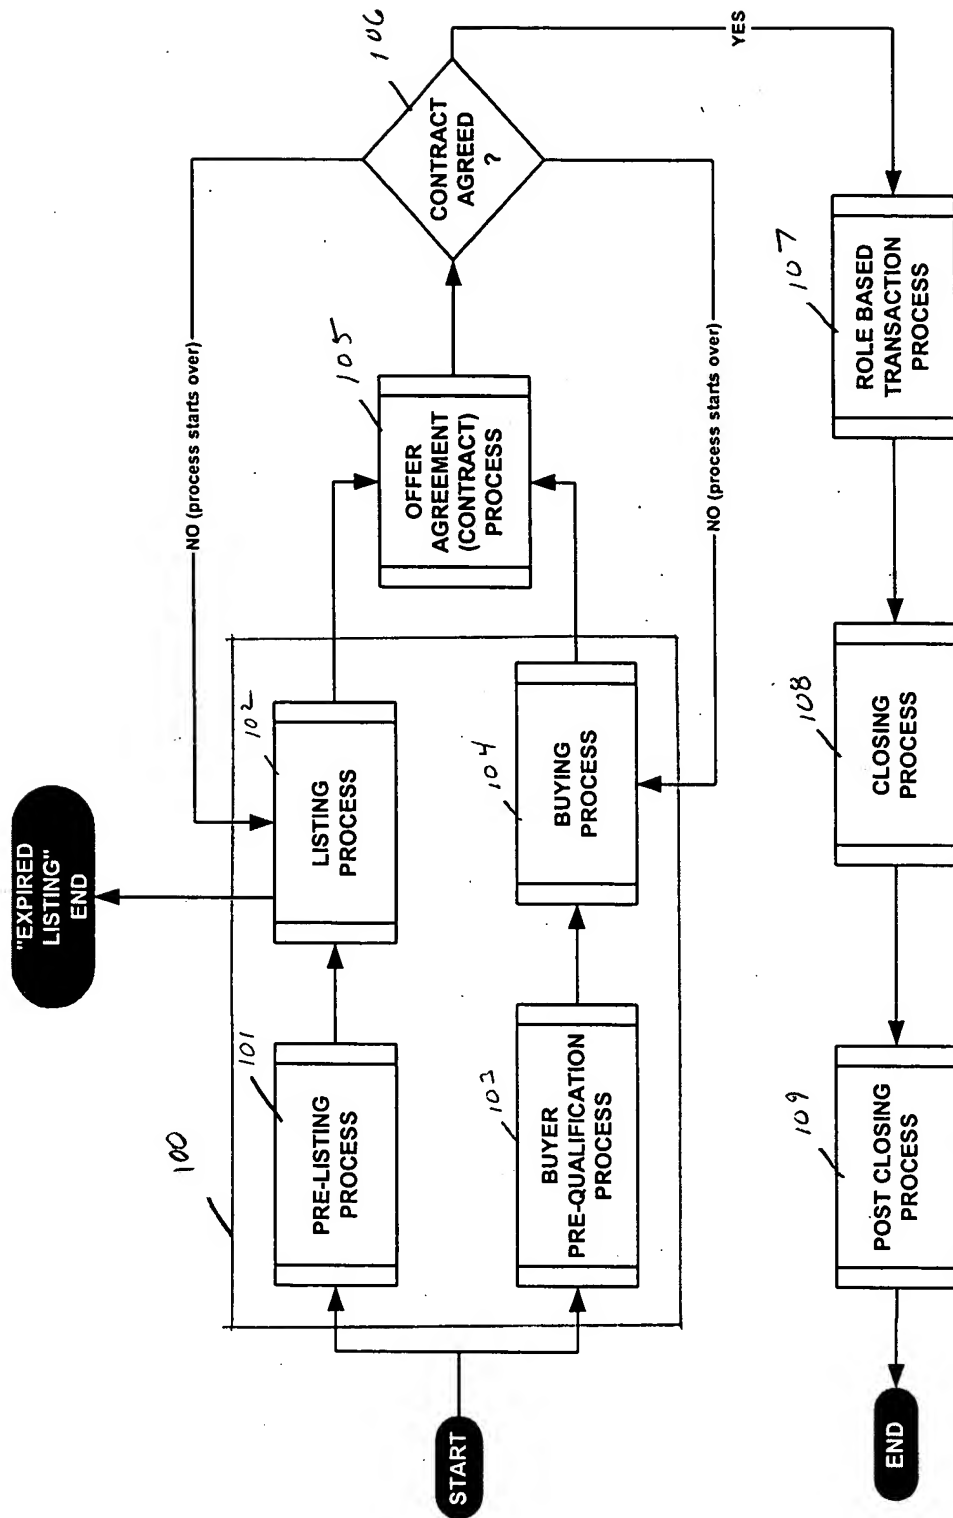 "EXPIRED
LISTING"
END
NO (process starts over)
100
START
101
PRE-LISTING
PROCESS
102
LISTING
PROCESS
103
BUYER
PRE-QUALIFICATION
PROCESS
104
BUYING
PROCESS
105
OFFER
AGREEMENT
(CONTRACT)
PROCESS
106
CONTRACT
AGREED
?
NO (process starts over)
YES
107
ROLE BASED
TRANSACTION
PROCESS
108
CLOSING
PROCESS
109
POST CLOSING
PROCESS
END